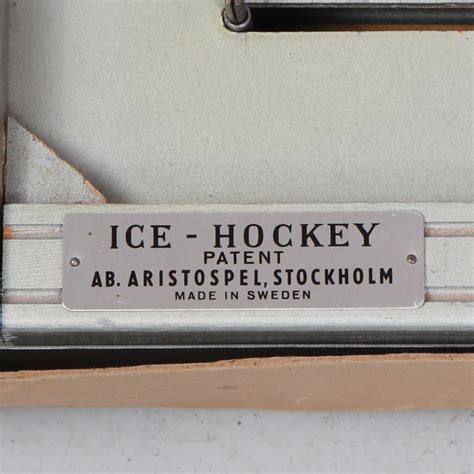 ICE - HOCKEY
PATENT
AB. ARISTOSPEL, STOCKHOLM
MADE IN SWEDEN